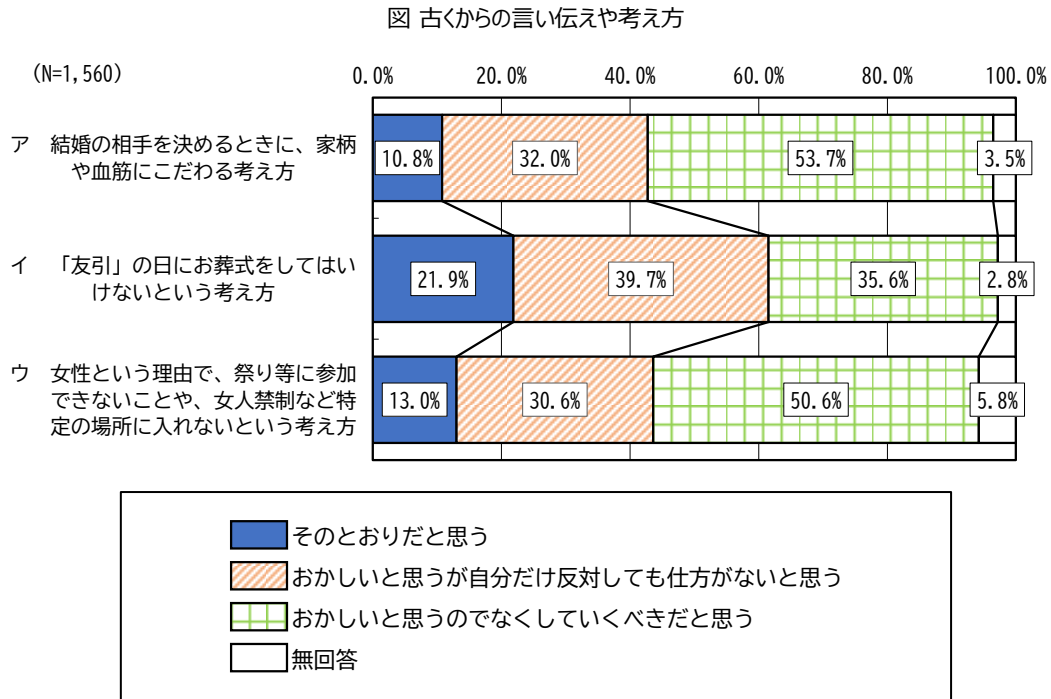 図 古くからの言い伝えや考え方
(N=1,560)
0.0% 20.0% 40.0% 60.0% 80.0% 100.0%
ア 結婚の相手を決めるときに、家柄
や血筋にこだわる考え方
10.8% 32.0% 53.7% 3.5%
イ 「友引」の日にお葬式をしてはい
けないという考え方
21.9% 39.7% 35.6% 2.8%
ウ 女性という理由で、祭り等に参加
できないことや、女人禁制など特
定の場所に入れないという考え方
13.0% 30.6% 50.6% 5.8%
そのとおりだと思う
おかしいと思うが自分だけ反対しても仕方がないと思う
おかしいと思うのでなくしていくべきだと思う
無回答